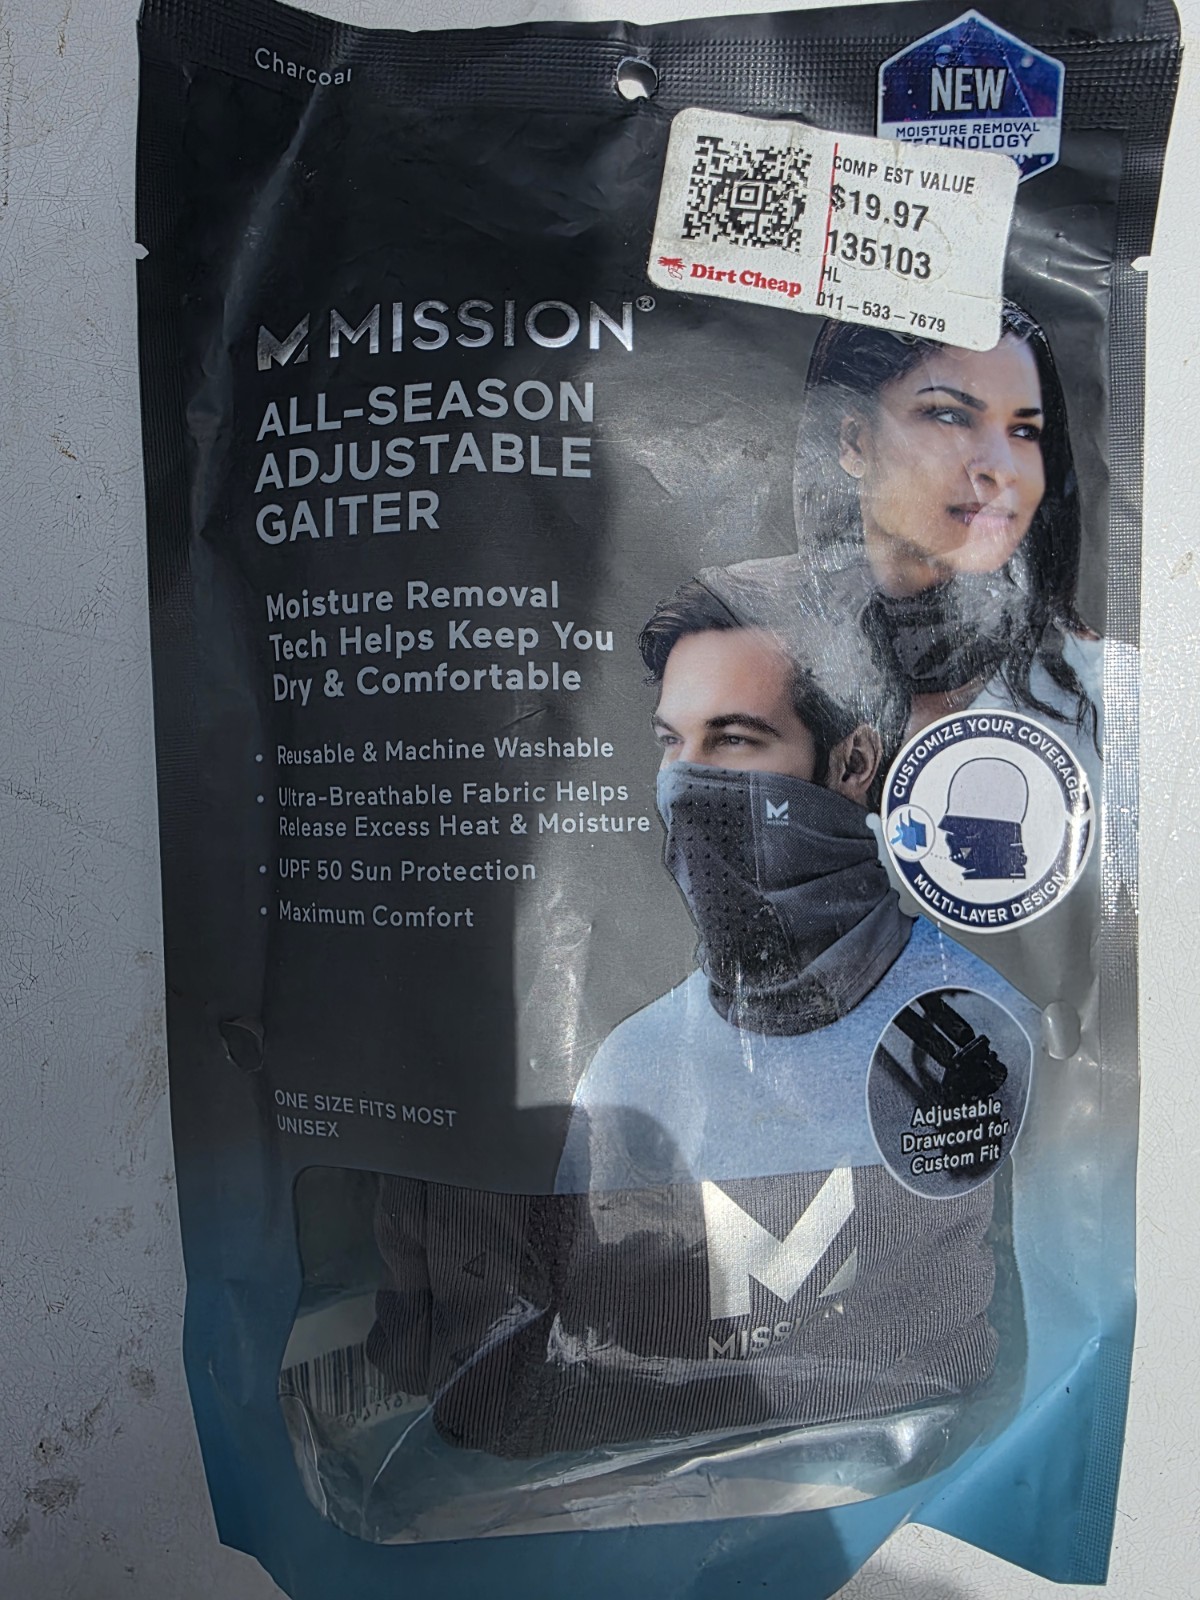 Charcoal
NEW
MOISTURE REMOVAL
TECHNOLOGY
COMP EST VALUE
$19.97
135103
HL
011-533-7679
Dirt Cheap
MISSION®
ALL-SEASON
ADJUSTABLE
GAITER
Moisture Removal
Tech Helps Keep You
Dry & Comfortable
• Reusable & Machine Washable
• Ultra-Breathable Fabric Helps
Release Excess Heat & Moisture
• UPF 50 Sun Protection
• Maximum Comfort
MISSION
CUSTOMIZE YOUR COVERAGE
MULTI-LAYER DESIGN
Adjustable
Drawcord for
Custom Fit
ONE SIZE FITS MOST
UNISEX
MISSION